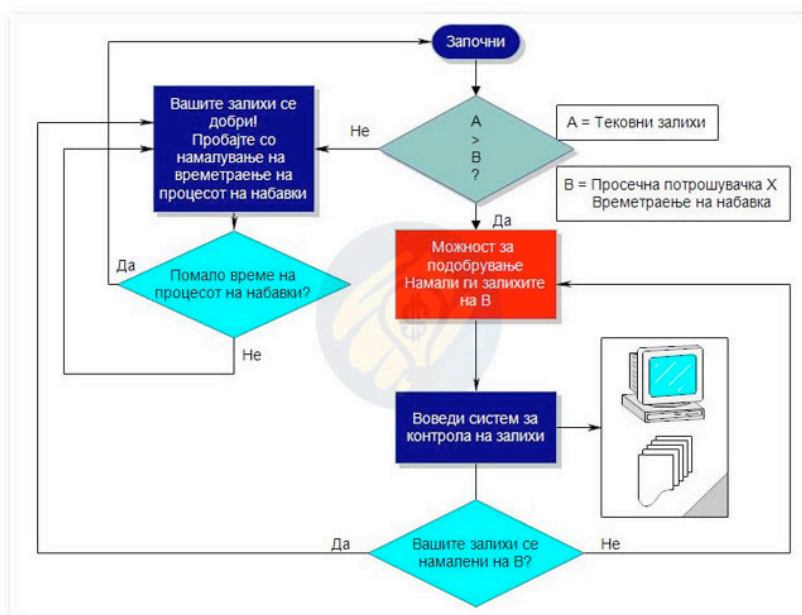 Започни
Вашите залихи се
добри!
Пробајте со
намалување на
времетраење на
процесот на набавки
Не
A
>
B
?
A = Тековни залихи
B = Просечна потрошувачка X
Времетраење на набавка
Да
Можност за
подобрување
Намали ги залихите
на B
Да
Помало време на
процесот на набавки?
Не
Воведи систем за
контрола на залихи
Да
Вашите залихи се
намалени на B?
Не